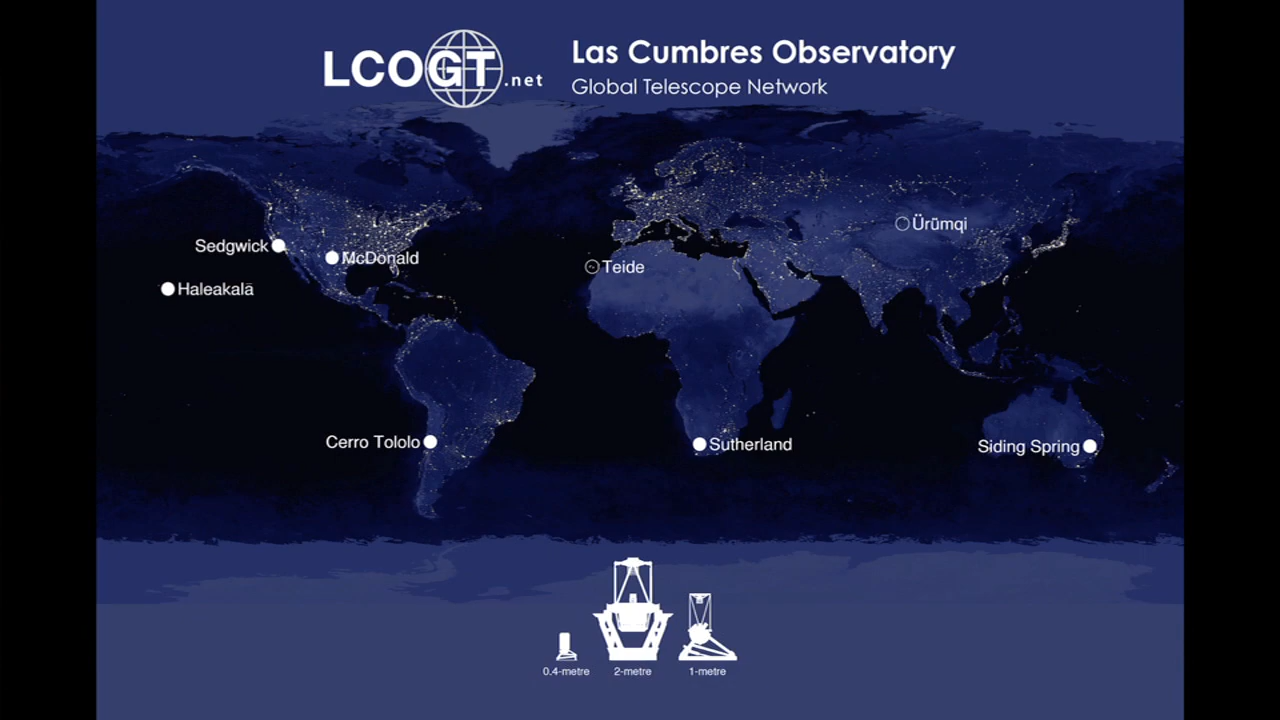 LCOGT.net
Las Cumbres Observatory
Global Telescope Network
Ürümqi
Sedgwick
McDonald
Teide
Haleakalā
Cerro Tololo
Sutherland
Siding Spring
0.4-metre
2-metre
1-metre